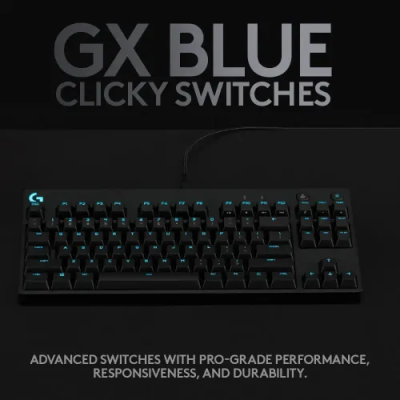 GX BLUE
CLICKY SWITCHES
ADVANCED SWITCHES WITH PRO-GRADE PERFORMANCE,
RESPONSIVENESS, AND DURABILITY.